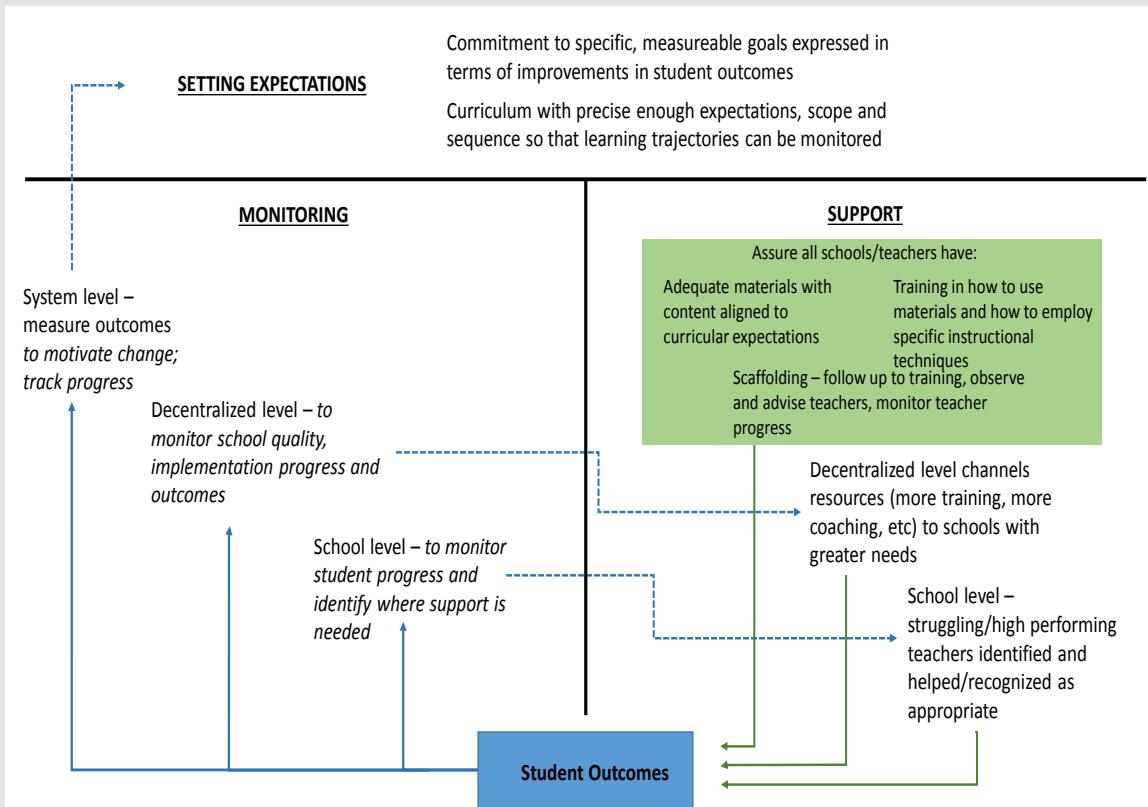 SETTING EXPECTATIONS
Commitment to specific, measureable goals expressed in
terms of improvements in student outcomes
Curriculum with precise enough expectations, scope and
sequence so that learning trajectories can be monitored
MONITORING
System level –
measure outcomes
to motivate change;
track progress
Decentralized level – to
monitor school quality,
implementation progress and
outcomes
School level – to monitor
student progress and
identify where support is
needed
SUPPORT
Assure all schools/teachers have:
Adequate materials with
content aligned to
curricular expectations
Training in how to use
materials and how to employ
specific instructional
techniques
Scaffolding – follow up to training, observe
and advise teachers, monitor teacher
progress
Decentralized level channels
resources (more training, more
coaching, etc) to schools with
greater needs
School level –
struggling/high performing
teachers identified and
helped/recognized as
appropriate
Student Outcomes